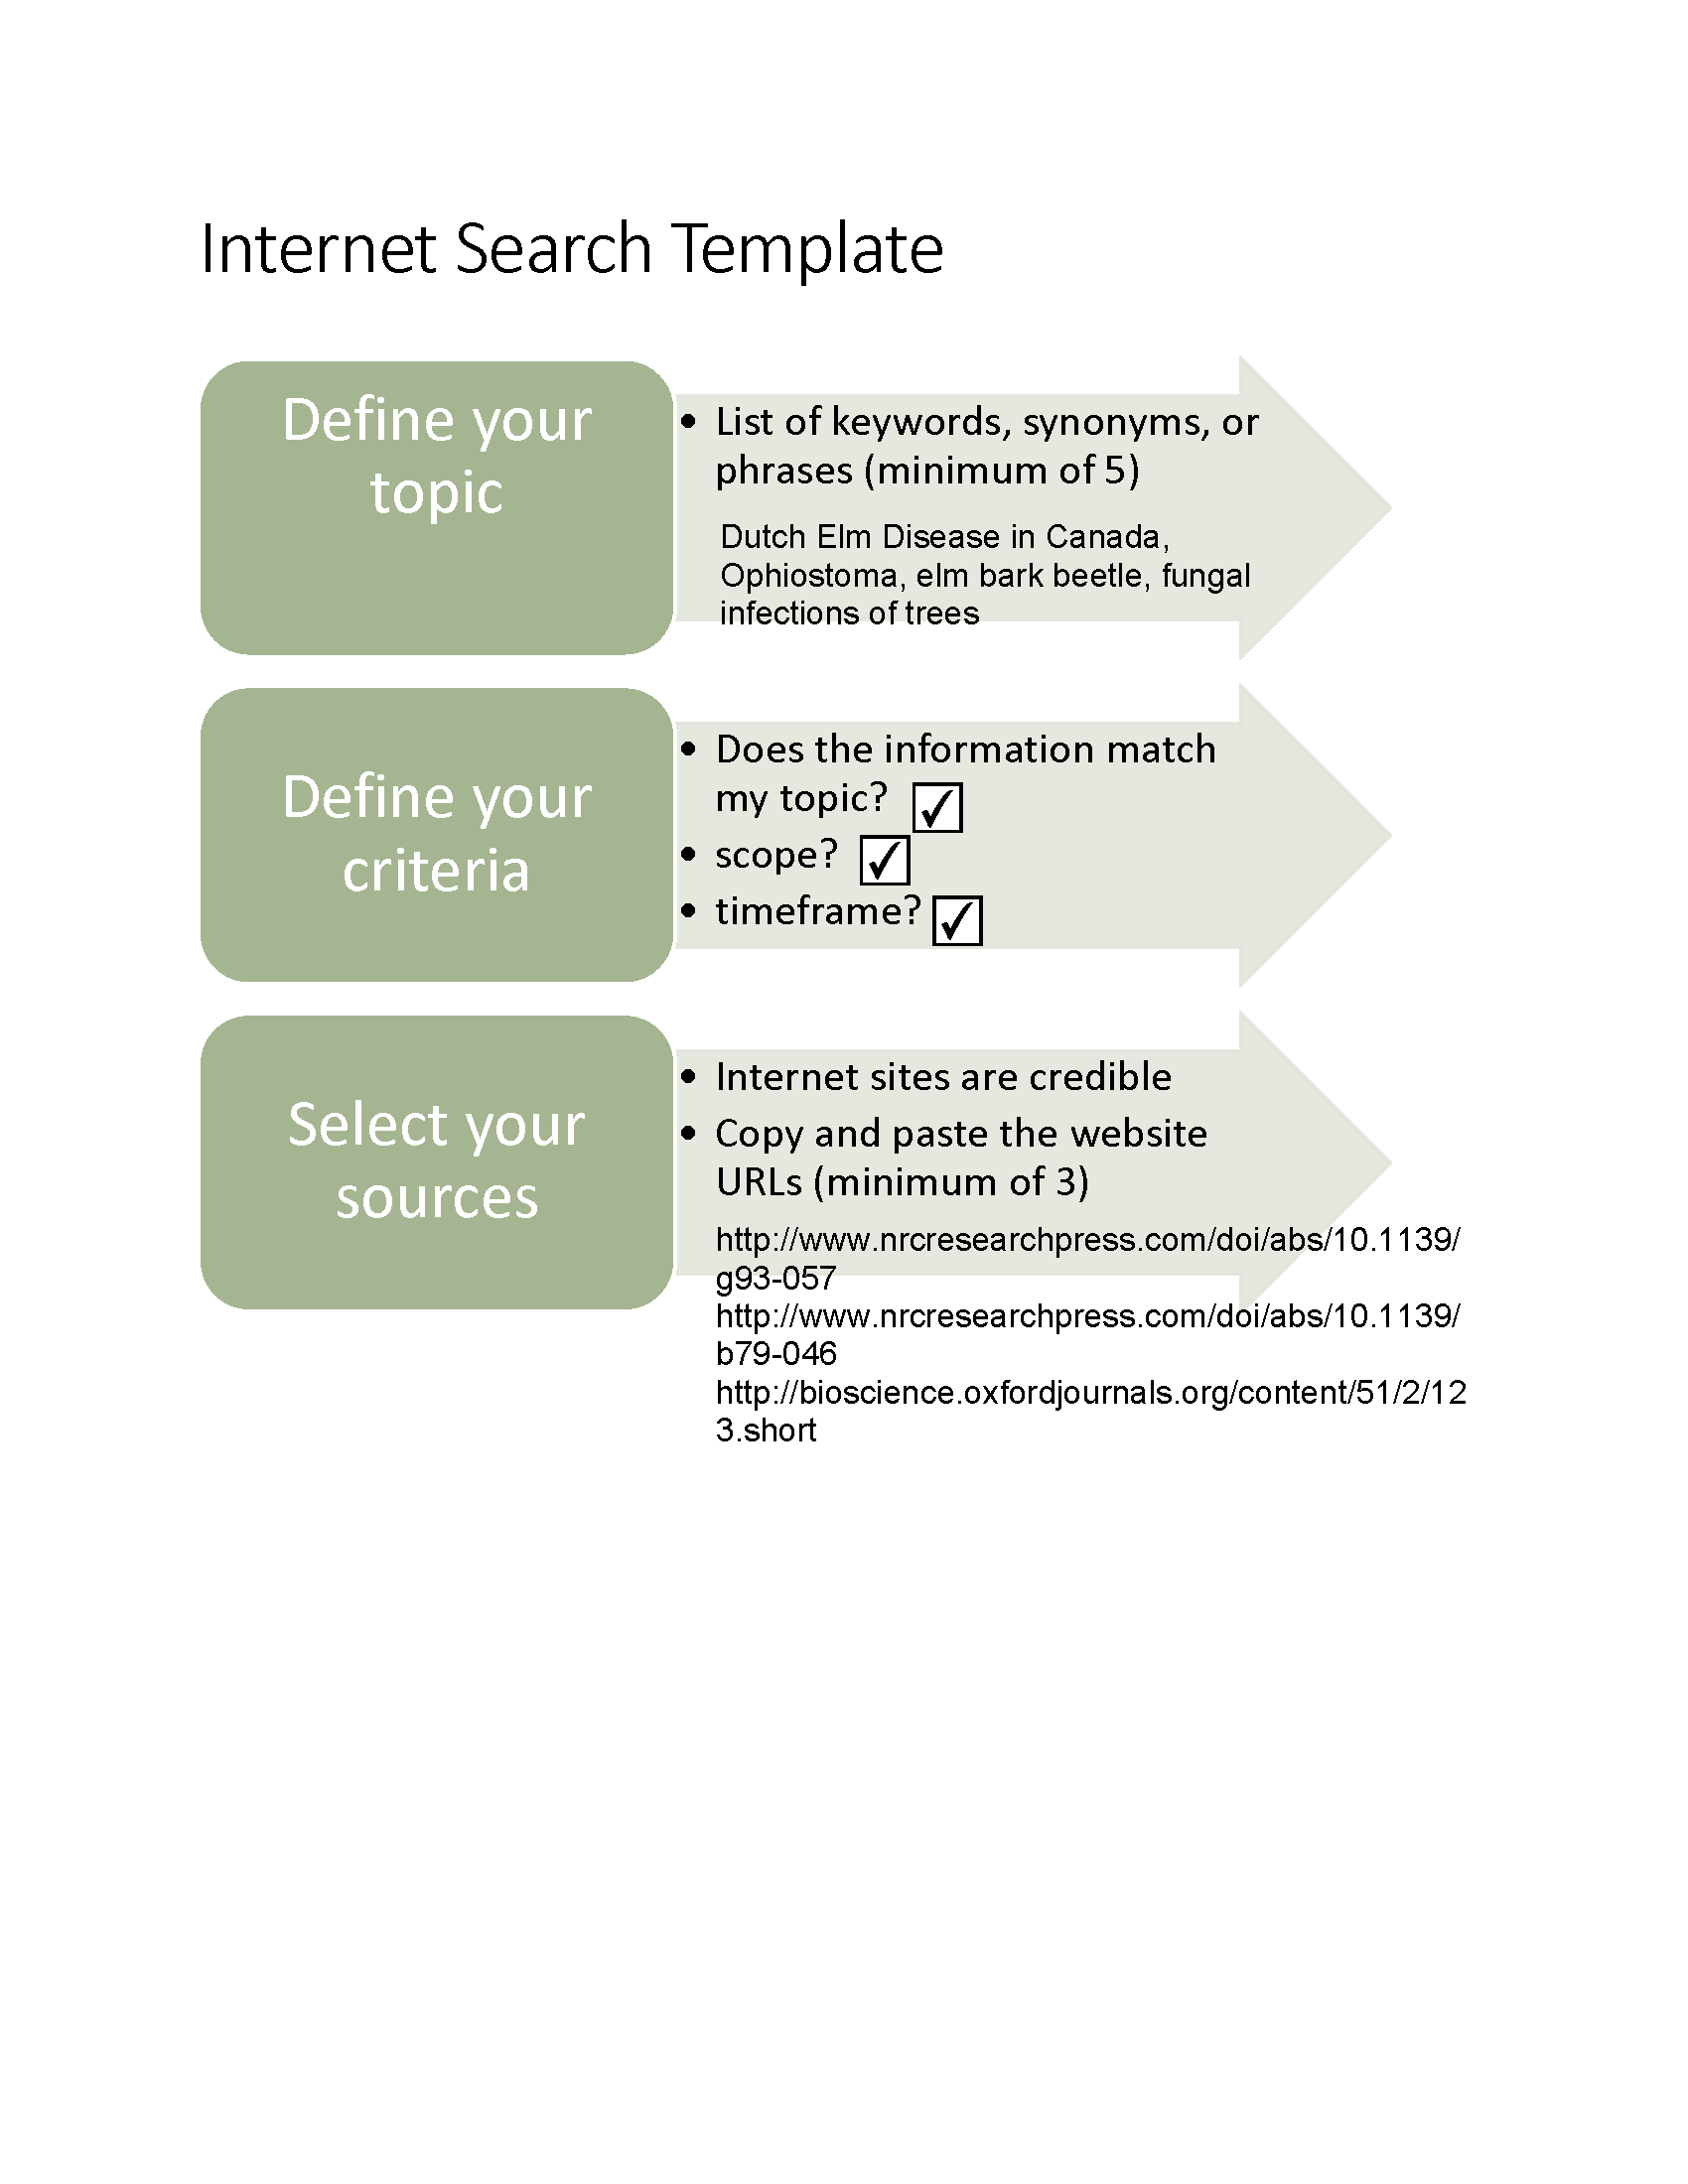 Internet Search Template
Define your
topic
• List of keywords, synonyms, or
phrases (minimum of 5)
Dutch Elm Disease in Canada,
Ophiostoma, elm bark beetle, fungal
infections of trees
Define your
criteria
• Does the information match
my topic? ✓
• scope? ✓
• timeframe? ✓
Select your
sources
• Internet sites are credible
• Copy and paste the website
URLs (minimum of 3)
http://www.nrcresearchpress.com/doi/abs/10.1139/
g93-057
http://www.nrcresearchpress.com/doi/abs/10.1139/
b79-046
http://bioscience.oxfordjournals.org/content/51/2/12
3.short